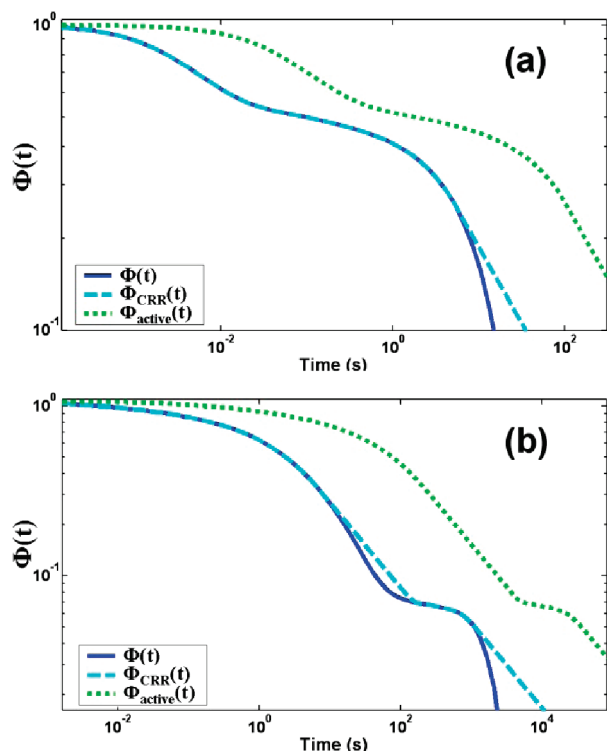 10⁰
(a)
Φ(t)
Φ(t)
Φ_CRR(t)
Φ_active(t)
10⁻¹
10⁻² 10⁰ 10²
Time (s)
10⁰
(b)
Φ(t)
10⁻¹
Φ(t)
Φ_CRR(t)
Φ_active(t)
10⁻² 10⁰ 10² 10⁴
Time (s)